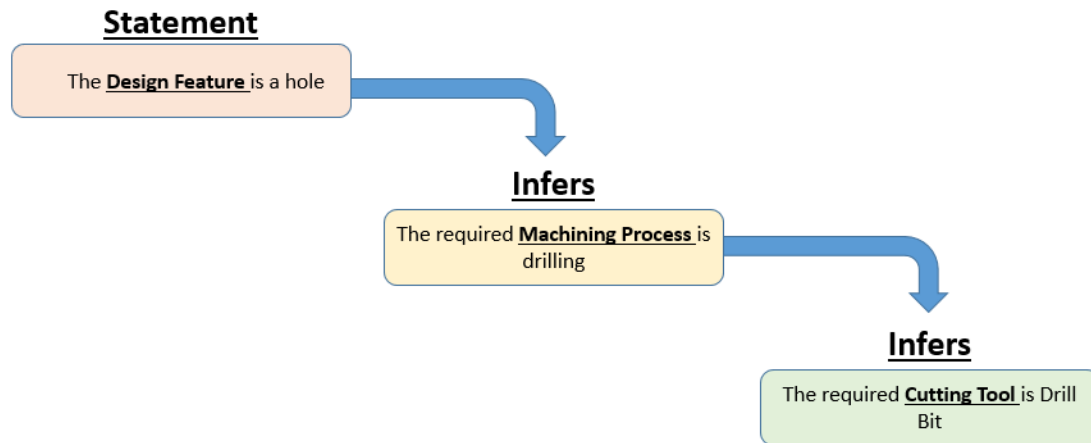 Statement
The Design Feature is a hole
Infers
The required Machining Process is
drilling
Infers
The required Cutting Tool is Drill
Bit